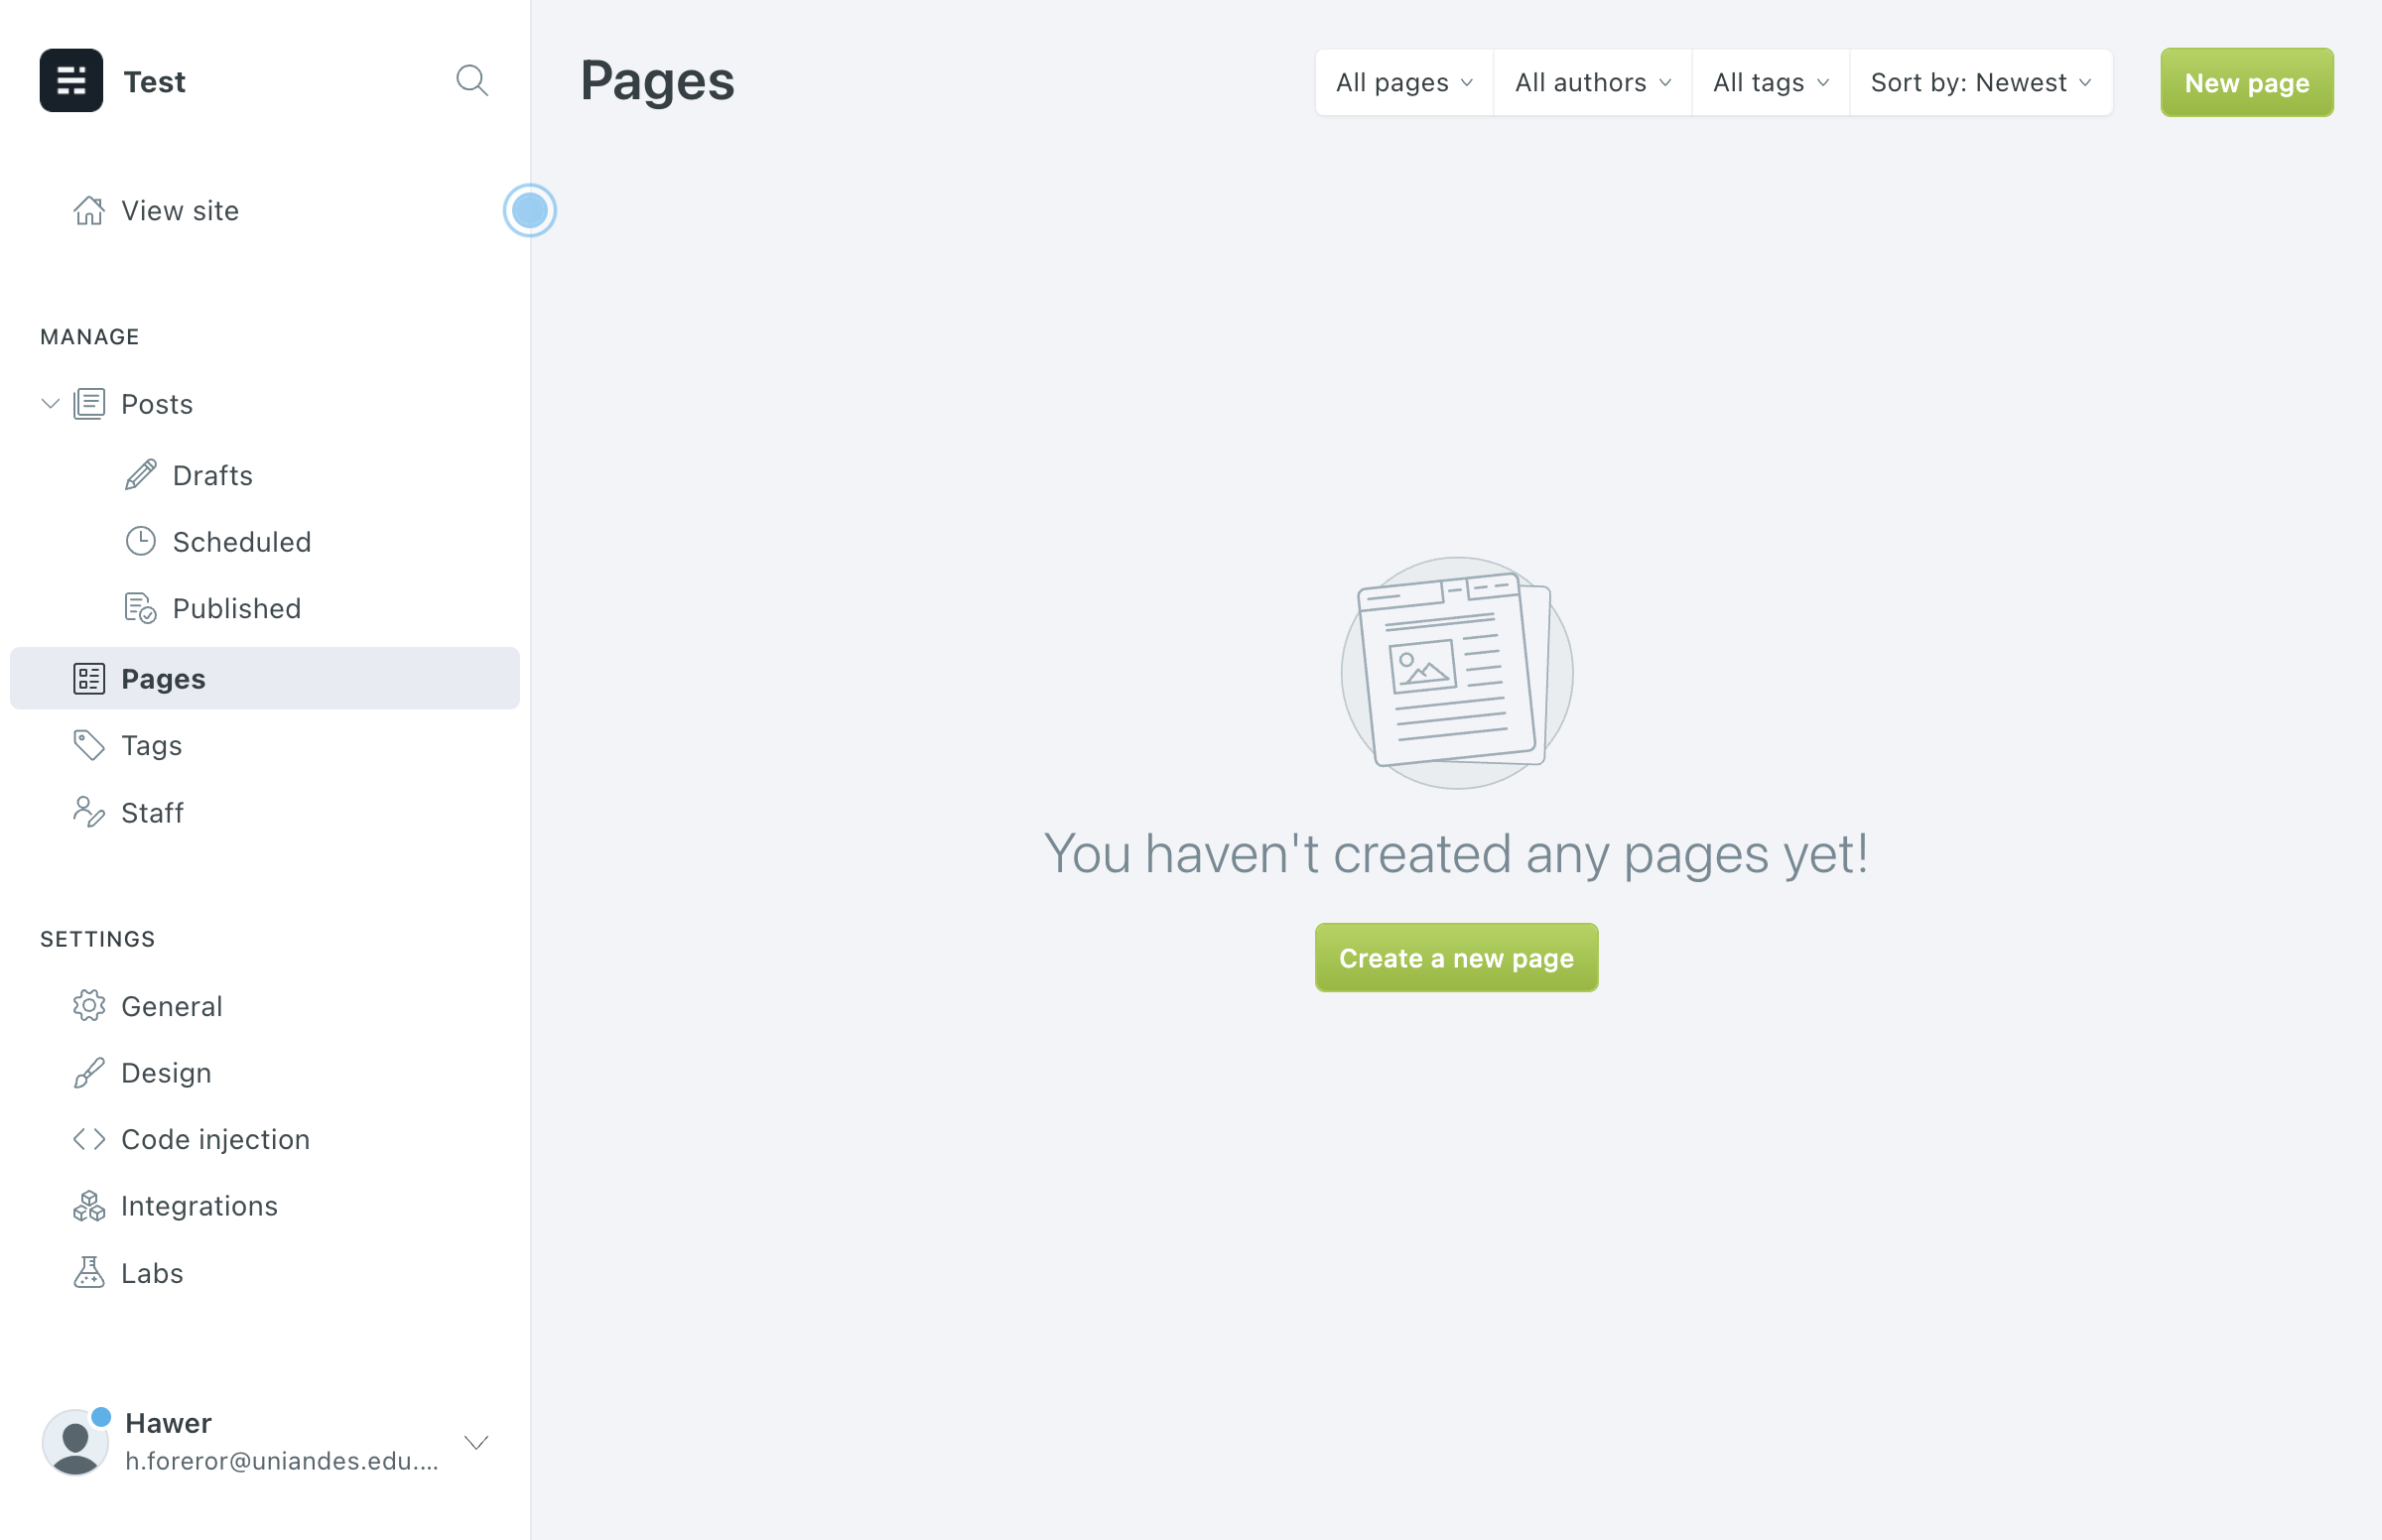 Test
View site
MANAGE
Posts
Drafts
Scheduled
Published
Pages
Tags
Staff
SETTINGS
General
Design
Code injection
Integrations
Labs
Hawer
h.foreror@uniandes.edu....
Pages
All pages
All authors
All tags
Sort by: Newest
New page
You haven't created any pages yet!
Create a new page